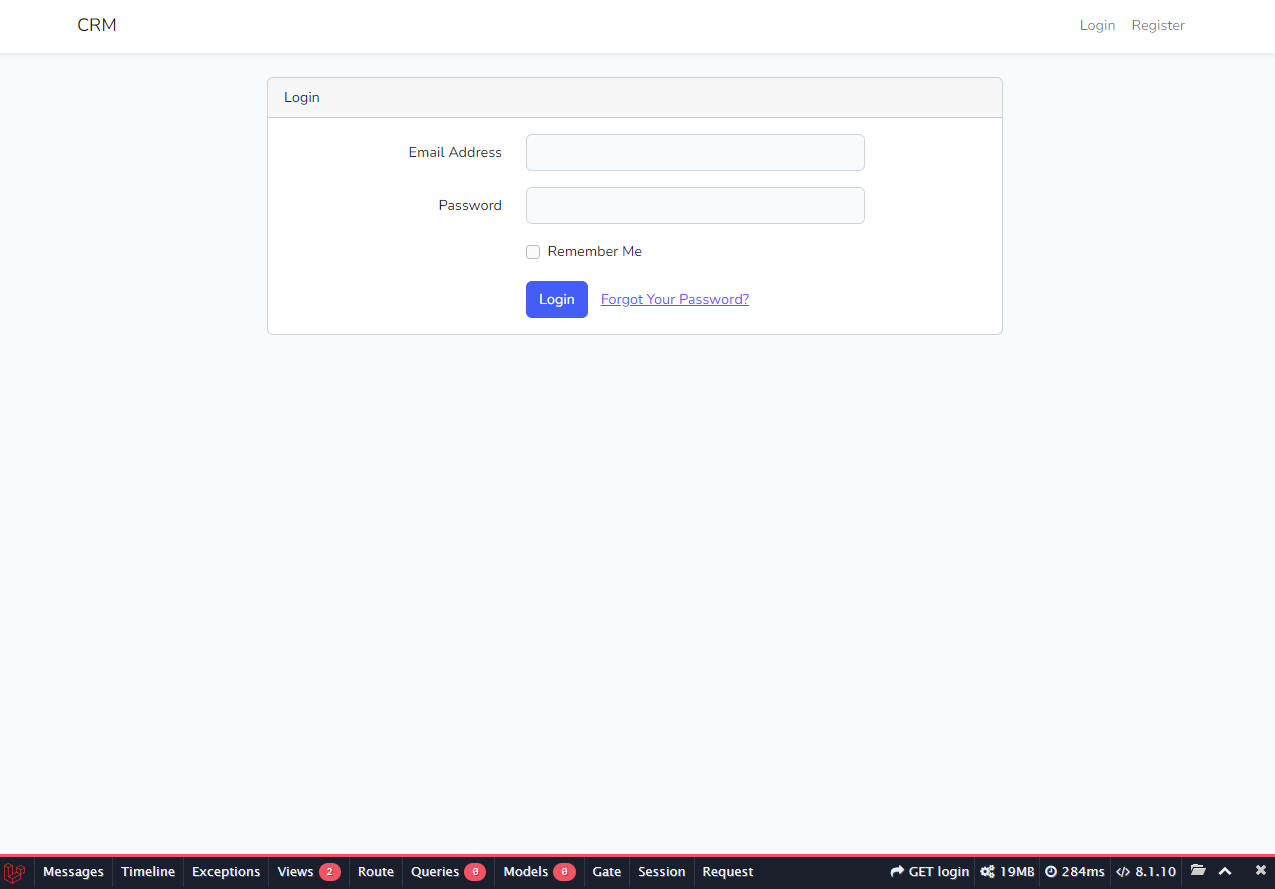 CRM Login Register
Login
Email Address
Password
Remember Me
Login Forgot Your Password?
Messages Timeline Exceptions Views 2 Route Queries 0 Models 0 Gate Session Request GET login 19MB 284ms 8.1.10